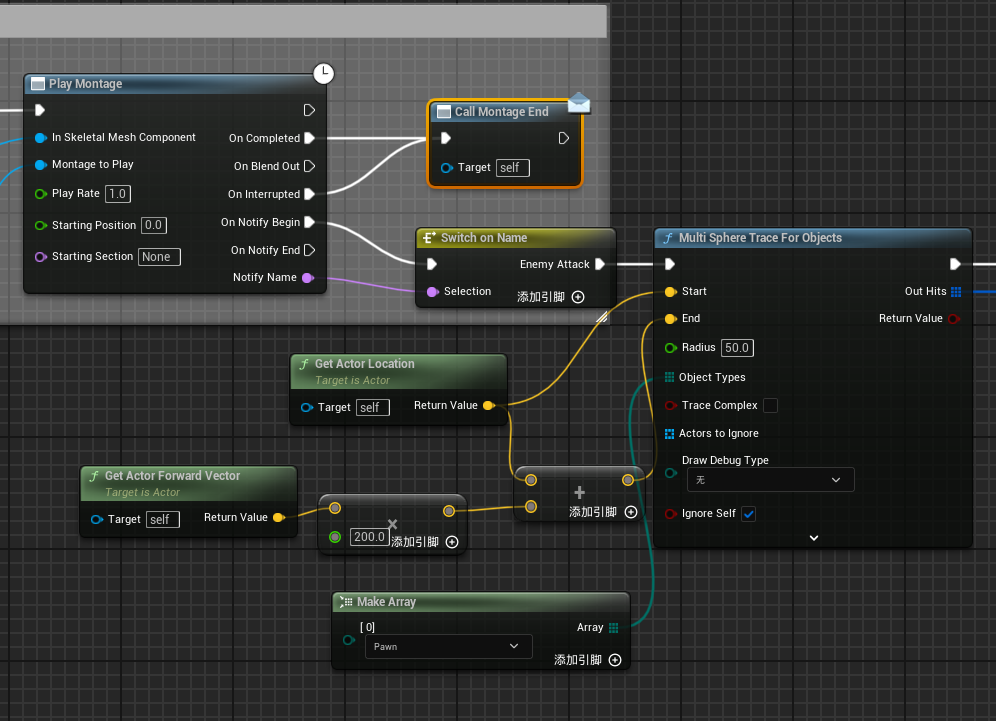 Play Montage
In Skeletal Mesh Component
On Completed
Montage to Play
On Blend Out
Play Rate 1.0
On Interrupted
Starting Position 0.0
On Notify Begin
Starting Section None
On Notify End
Notify Name
Call Montage End
Target self
Switch on Name
Enemy Attack
Selection
添加引脚
Multi Sphere Trace For Objects
Start
Out Hits
End
Return Value
Radius 50.0
Object Types
Trace Complex
Actors to Ignore
Draw Debug Type
无
Ignore Self
Get Actor Location
Target is Actor
Target self
Return Value
Get Actor Forward Vector
Target is Actor
Target self
Return Value
×
200.0
添加引脚
+
添加引脚
Make Array
[0]
Array
Pawn
添加引脚